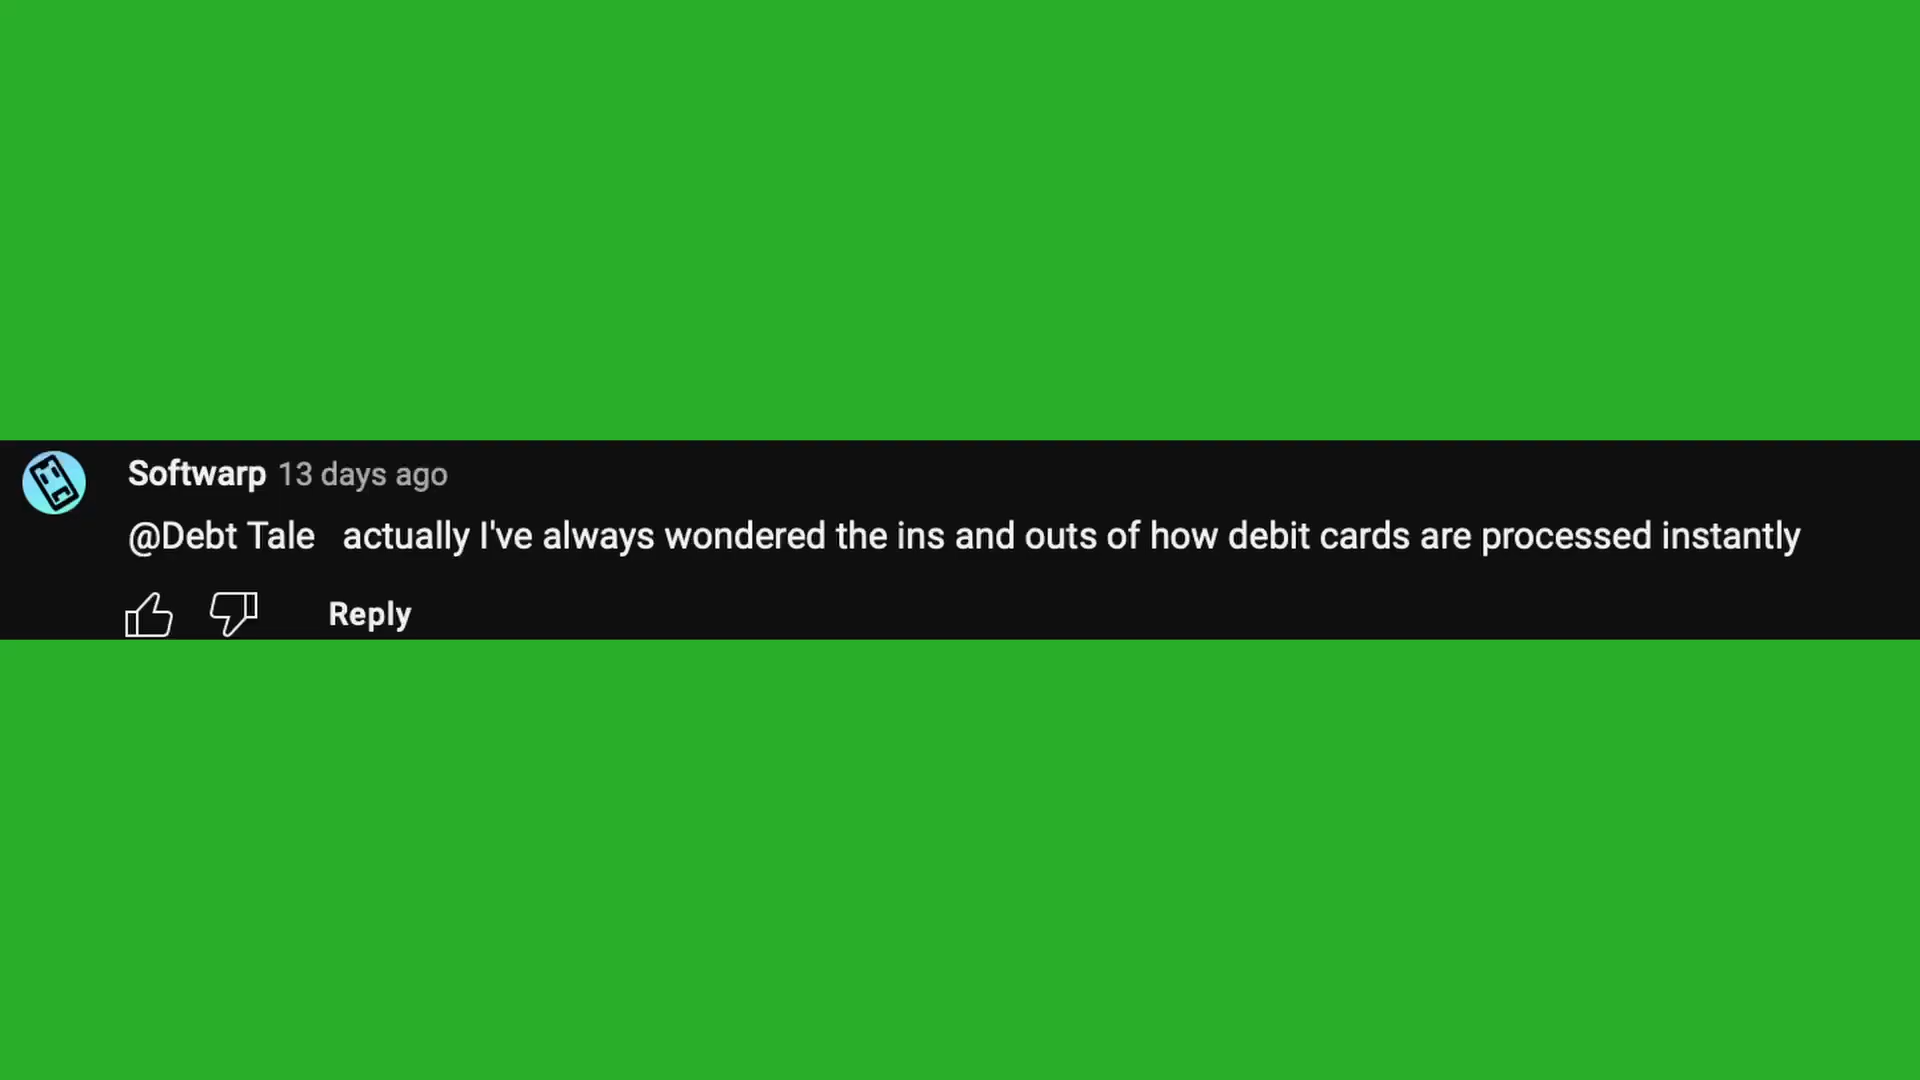 Softwarp 13 days ago
@Debt Tale actually I've always wondered the ins and outs of how debit cards are processed instantly
Reply